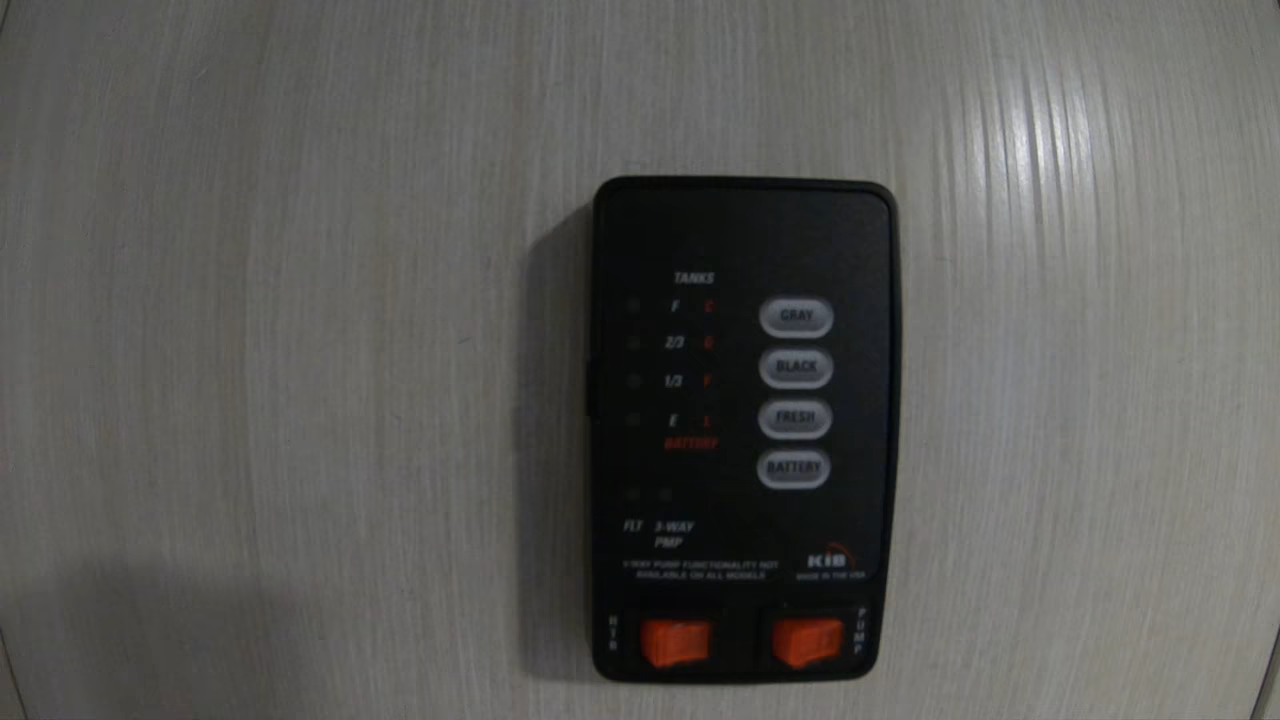 TANKS
F C
2/3 G
1/3 F
E L
BATTERY
GRAY
BLACK
FRESH
BATTERY
FLT 3-WAY
PMP
3-WAY PUMP FUNCTIONALITY NOT
AVAILABLE ON ALL MODELS
KIB
MADE IN THE USA
HTR
PUMP